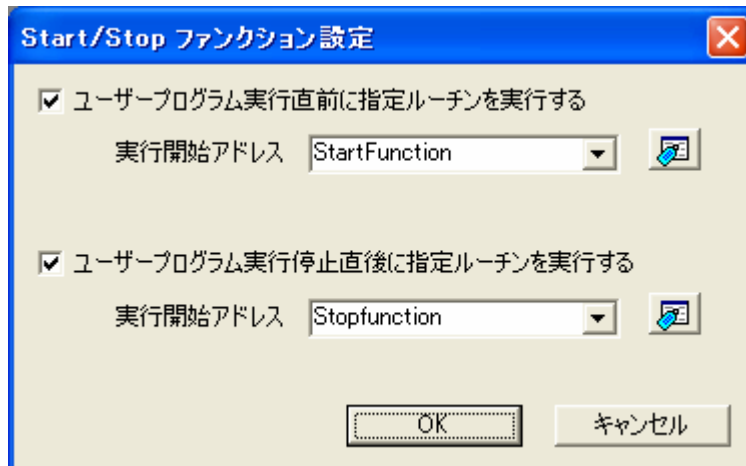 Start/Stop ファンクション設定
ユーザープログラム実行直前に指定ルーチンを実行する
実行開始アドレス StartFunction
ユーザープログラム実行停止直後に指定ルーチンを実行する
実行開始アドレス Stopfunction
OK キャンセル